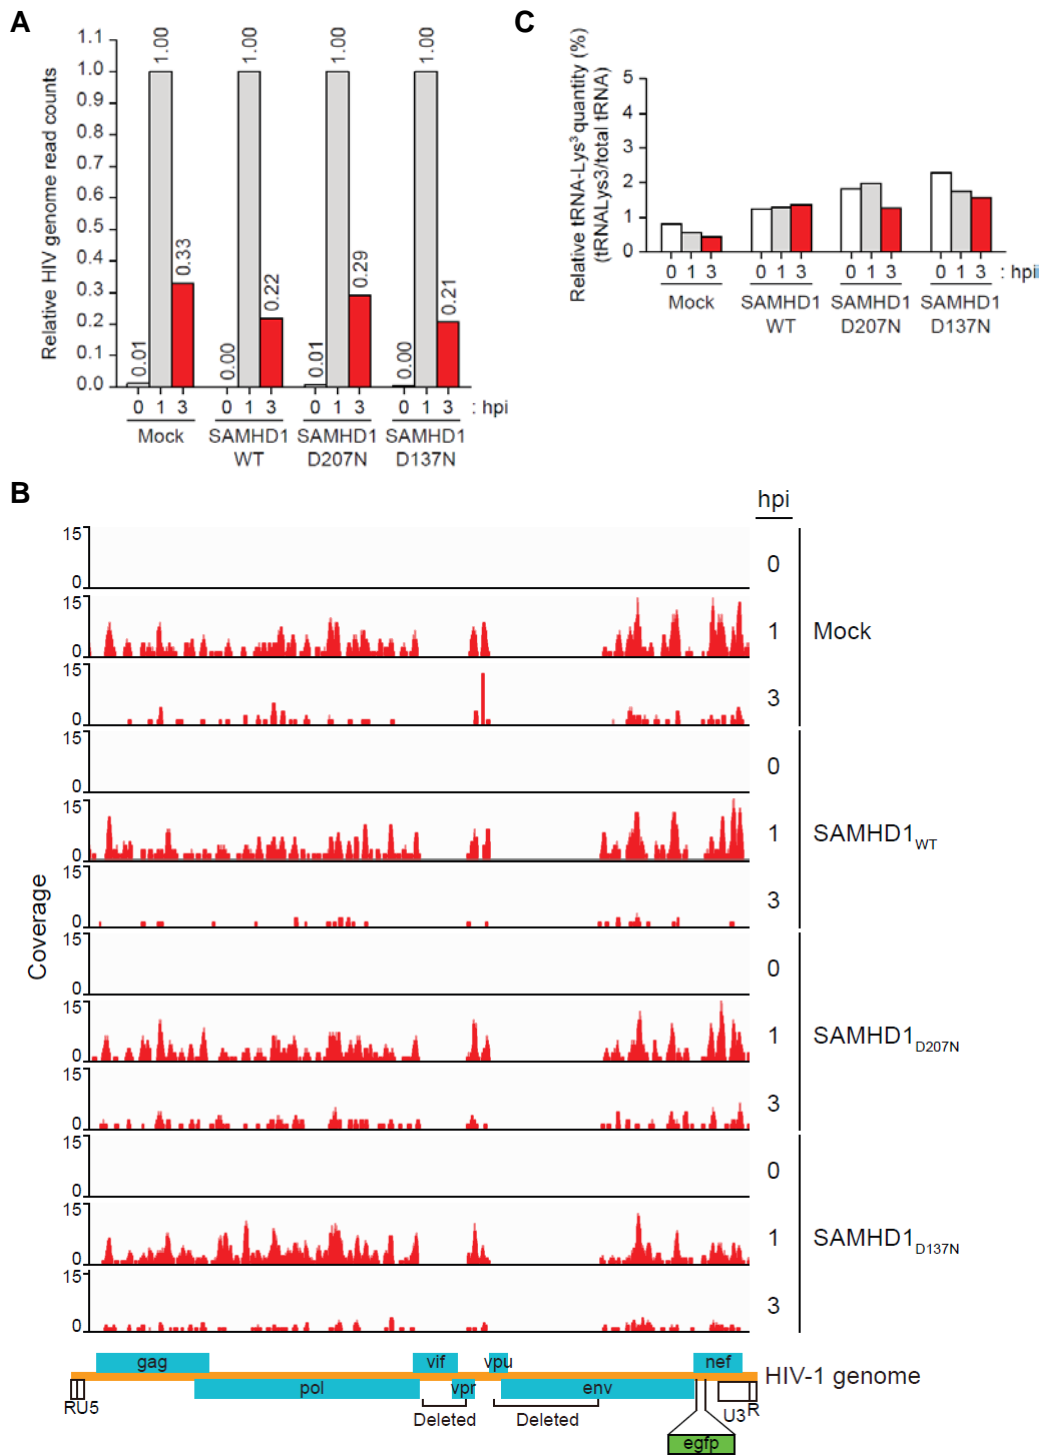 A
Relative HIV genome read counts
1.1
1.0
0.9
0.8
0.7
0.6
0.5
0.4
0.3
0.2
0.1
0.0
0.01
1.00
0.33
0.00
1.00
0.22
0.01
1.00
0.29
0.00
1.00
0.21
0 1 3 0 1 3 0 1 3 0 1 3 : hpi
Mock SAMHD1 SAMHD1 SAMHD1
WT D207N D137N
C
Relative tRNA-Lys³ quantity (%)
(tRNALys3/total tRNA)
5
4
3
2
1
0
0 1 3 0 1 3 0 1 3 0 1 3 : hpii
Mock SAMHD1 SAMHD1 SAMHD1
WT D207N D137N
B
hpi
Coverage
15
0
0
15
0
1
Mock
15
0
3
15
0
0
15
0
1
SAMHD1WT
15
0
3
15
0
0
15
0
1
SAMHD1D207N
15
0
3
15
0
0
15
0
1
SAMHD1D137N
15
0
3
gag vif vpu nef
HIV-1 genome
pol vpr env
RU5
Deleted Deleted
U3 R
egfp